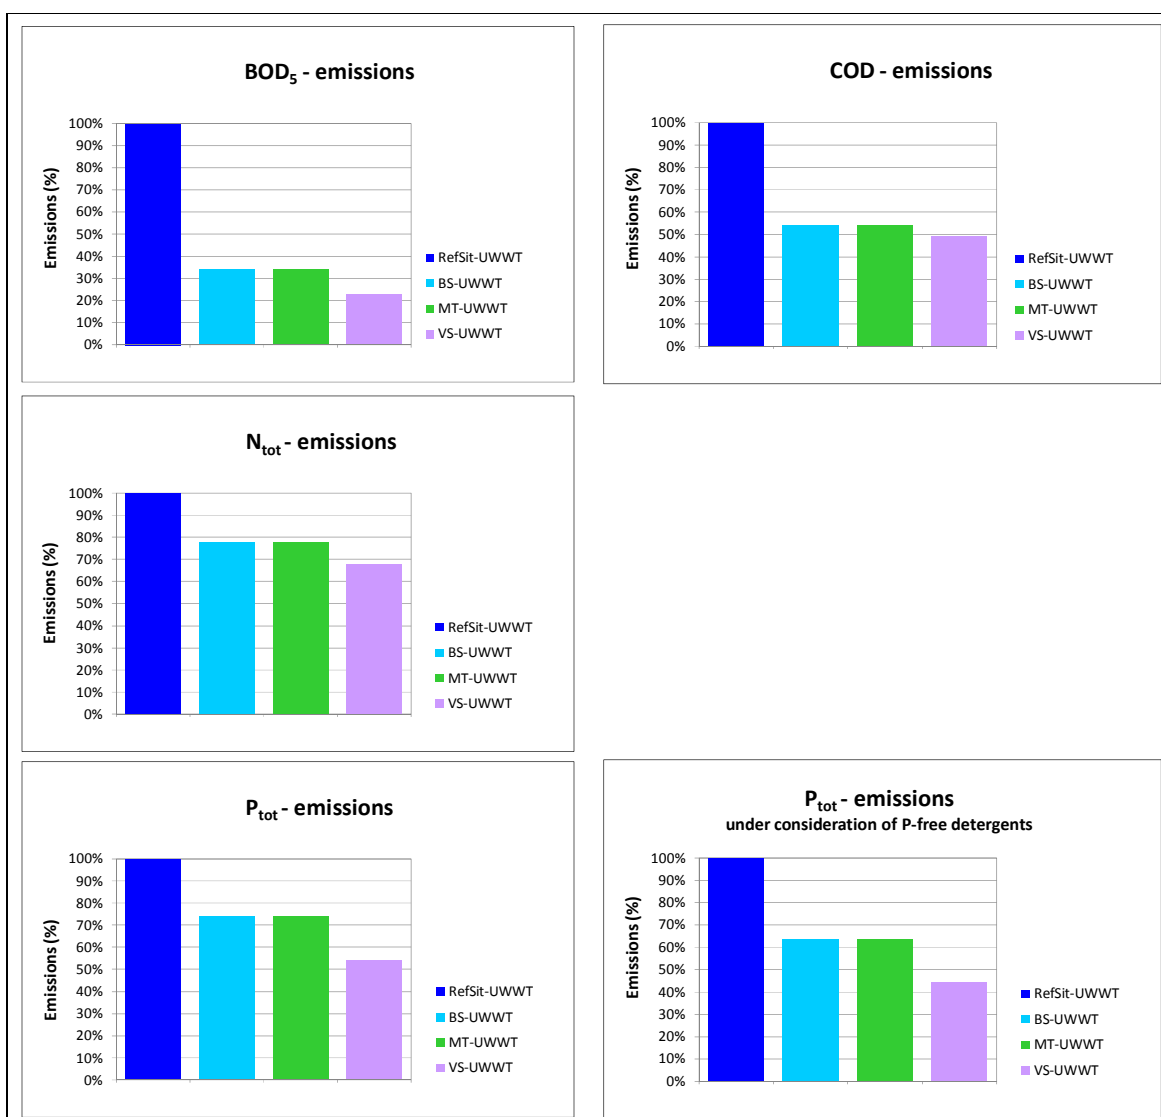 BOD5 - emissions
Emissions (%)
100%
90%
80%
70%
60%
50%
40%
30%
20%
10%
0%
RefSit-UWWT
BS-UWWT
MT-UWWT
VS-UWWT
COD - emissions
Emissions (%)
100%
90%
80%
70%
60%
50%
40%
30%
20%
10%
0%
RefSit-UWWT
BS-UWWT
MT-UWWT
VS-UWWT
Ntot - emissions
Emissions (%)
100%
90%
80%
70%
60%
50%
40%
30%
20%
10%
0%
RefSit-UWWT
BS-UWWT
MT-UWWT
VS-UWWT
Ptot - emissions
Emissions (%)
100%
90%
80%
70%
60%
50%
40%
30%
20%
10%
0%
RefSit-UWWT
BS-UWWT
MT-UWWT
VS-UWWT
Ptot - emissions
under consideration of P-free detergents
Emissions (%)
100%
90%
80%
70%
60%
50%
40%
30%
20%
10%
0%
RefSit-UWWT
BS-UWWT
MT-UWWT
VS-UWWT